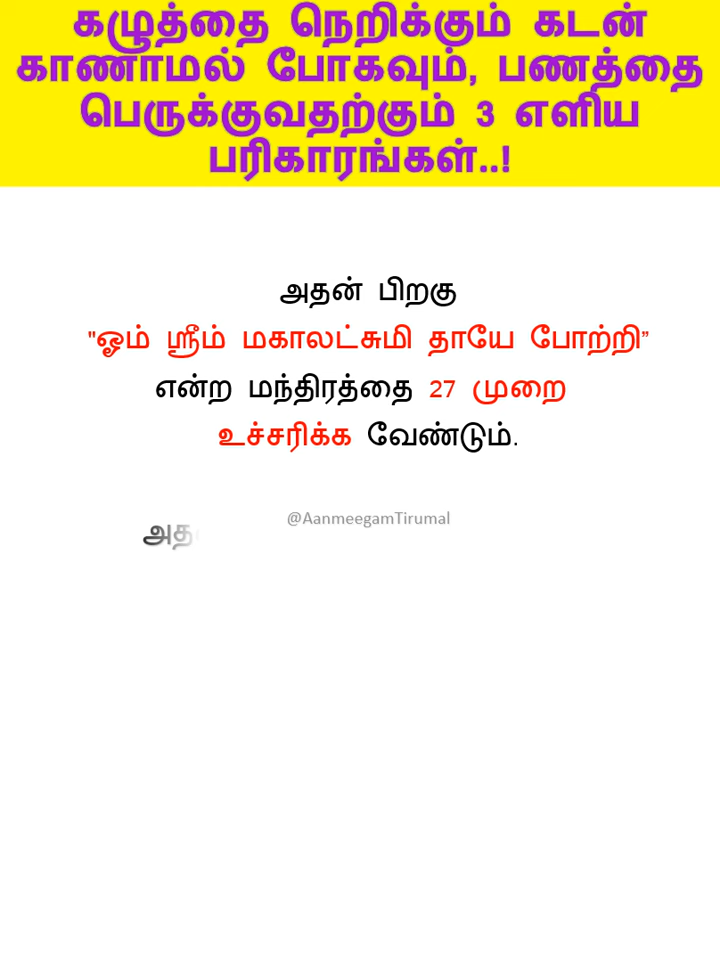 கழுத்தை நெறிக்கும் கடன்
காணாமல் போகவும், பணத்தை
பெருக்குவதற்கும் 3 எளிய
பரிகாரங்கள்..!
அதன் பிறகு
"ஓம் ஸ்ரீம் மகாலட்சுமி தாயே போற்றி”
என்ற மந்திரத்தை 27 முறை
உச்சரிக்க வேண்டும்.
@AanmeegamTirumal